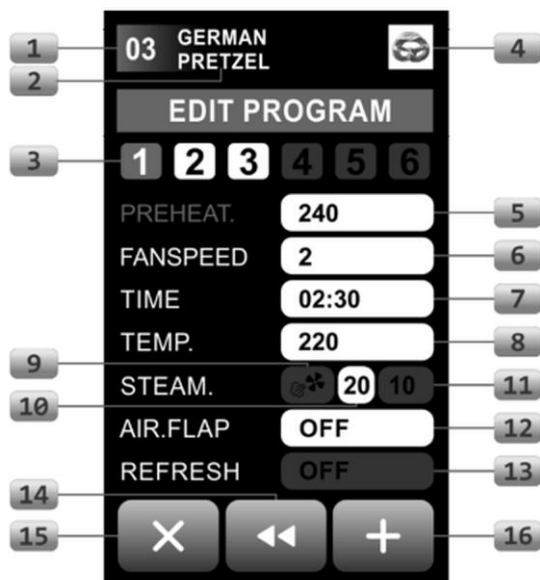 1
03 GERMAN
PRETZEL
4
2
EDIT PROGRAM
3
1 2 3 4 5 6
PREHEAT. 240
5
FANSPEED 2
6
TIME 02:30
7
TEMP. 220
8
9
STEAM. 20 10
11
10
AIR.FLAP OFF
12
REFRESH OFF
13
14
15
16